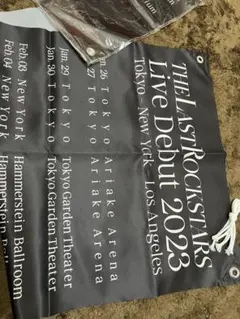 THE LAST ROCKSTARS
Live Debut 2023
Tokyo - New York - Los Angeles
Jan. 26 Tokyo Ariake Arena
27 Tokyo Ariake Arena
Jan. 29 Tokyo Tokyo Garden Theater
Jan. 30 Tokyo Tokyo Garden Theater
Feb. 03 New York Hammerstein Ballroom
Feb. 04 New York Hammerstein